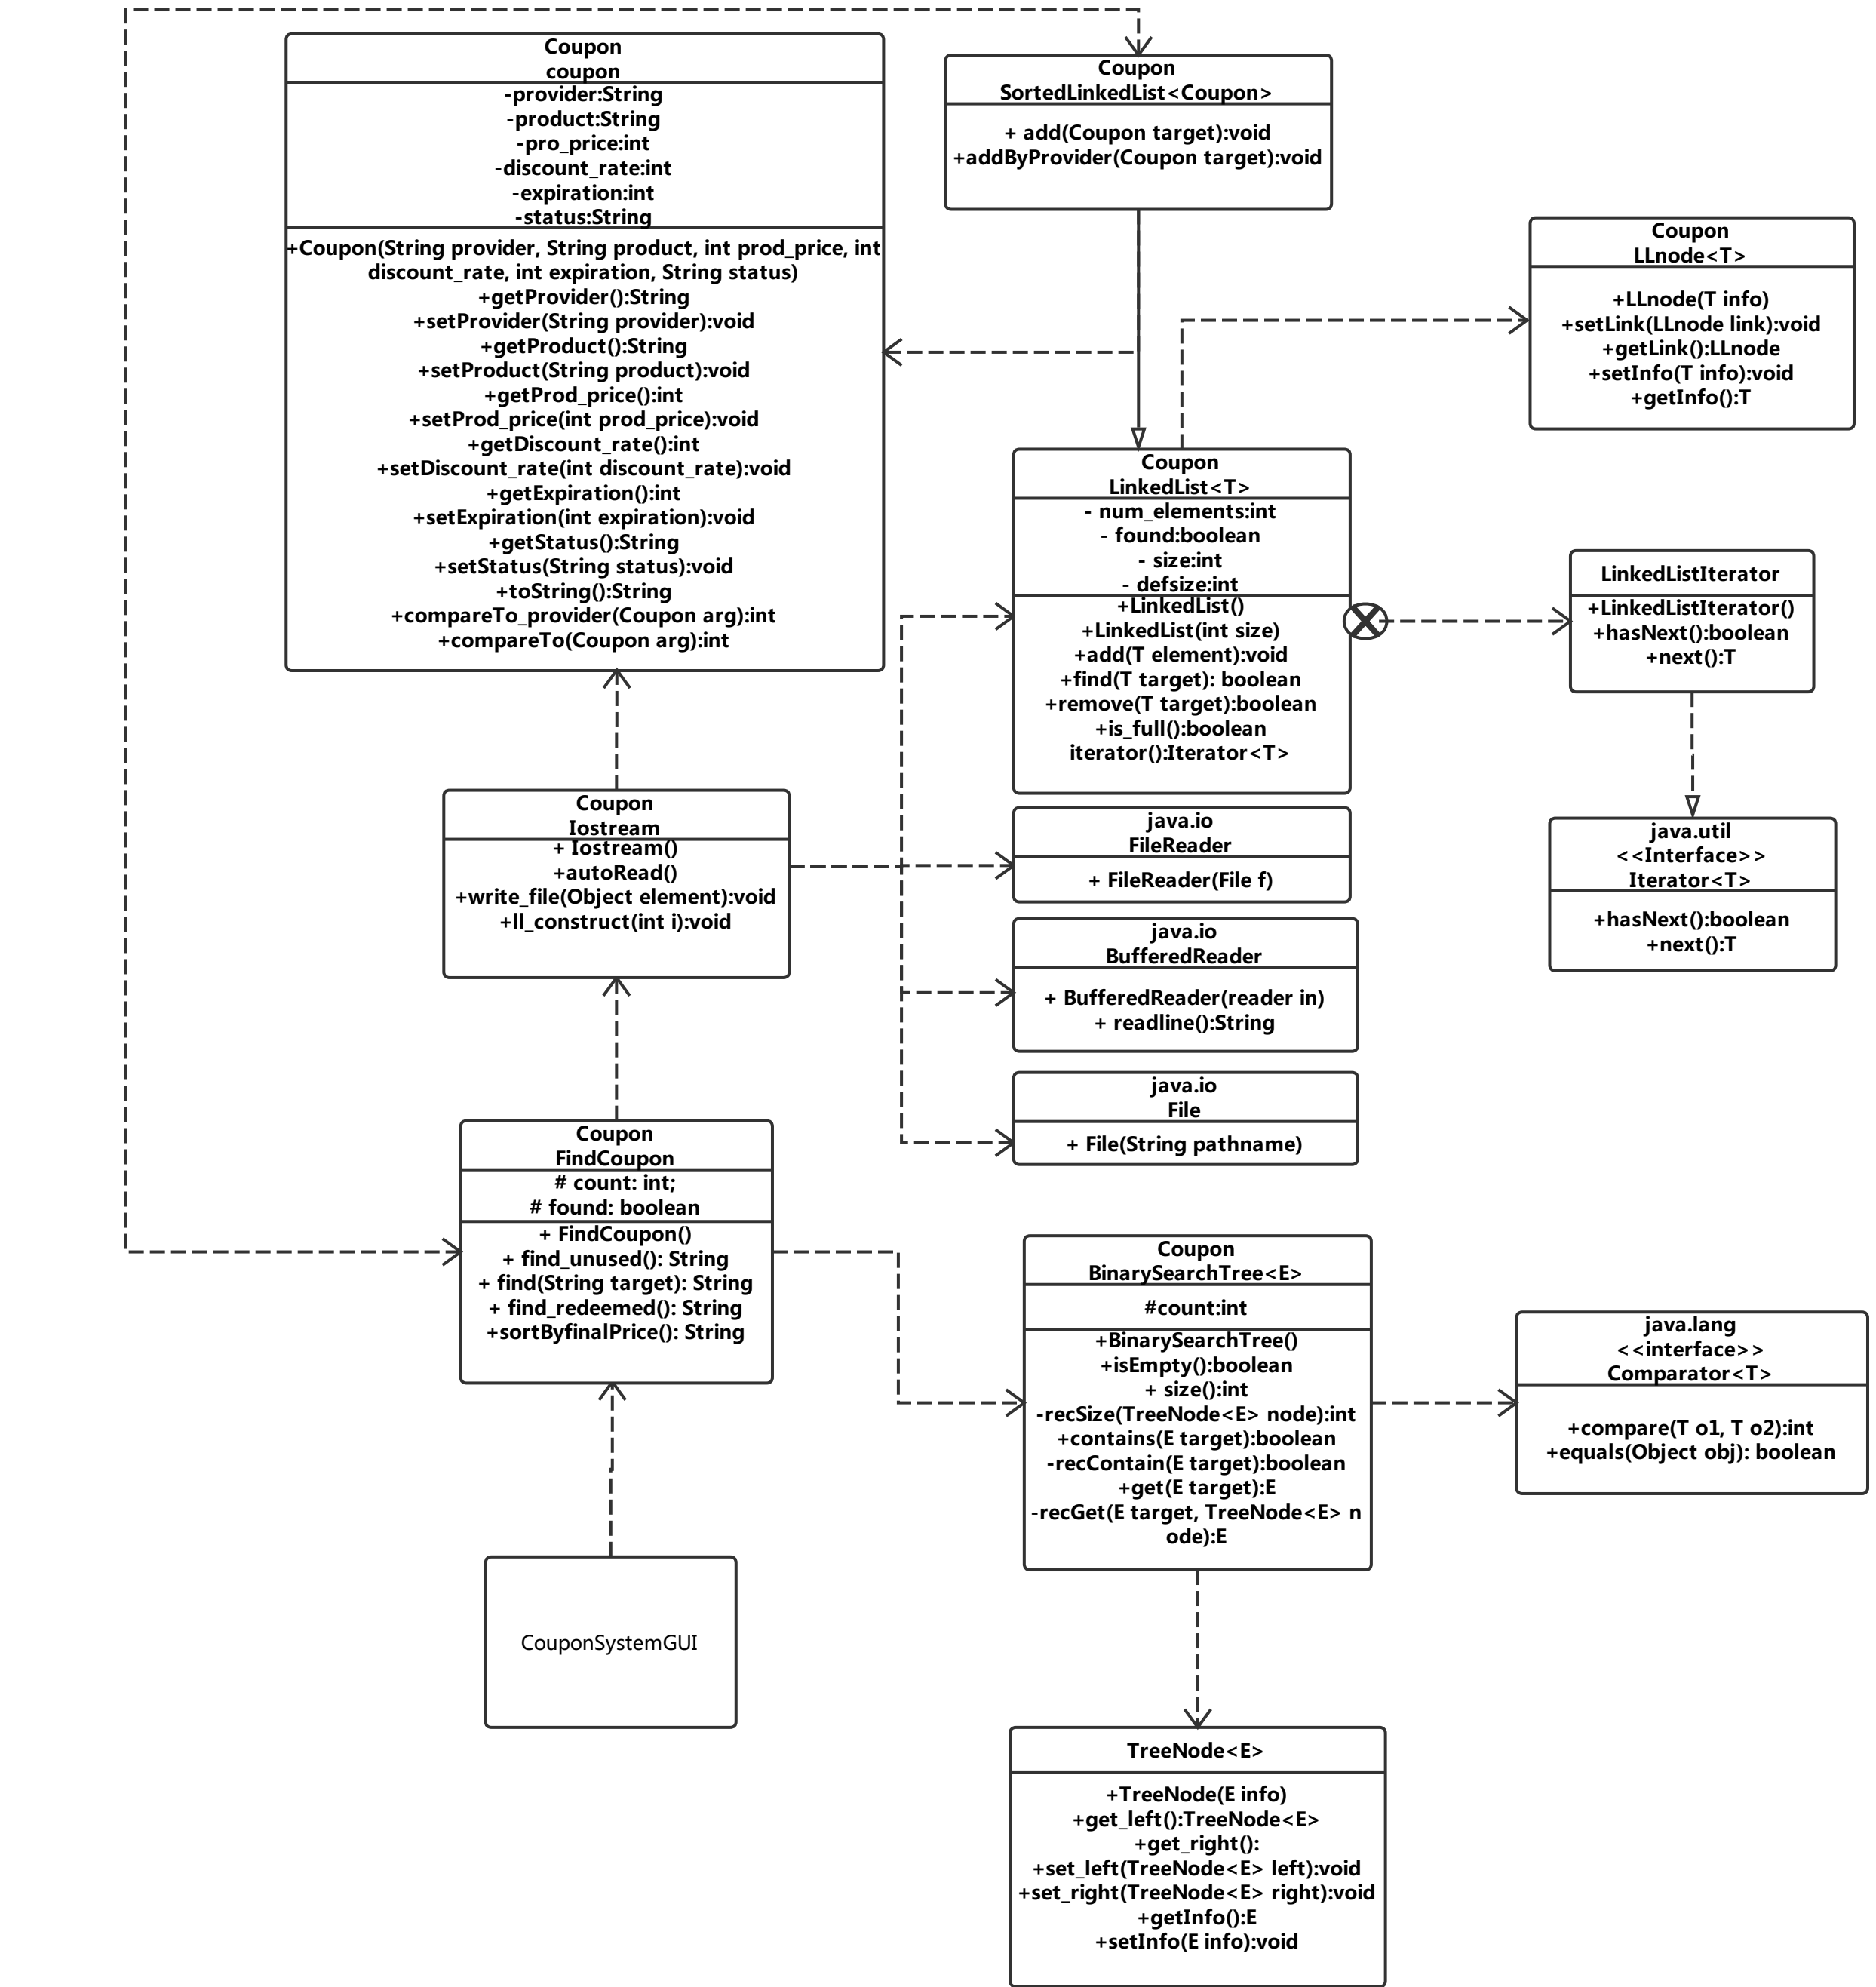 Coupon
coupon
-provider:String
-product:String
-pro_price:int
-discount_rate:int
-expiration:int
-status:String
+Coupon(String provider, String product, int prod_price, int
discount_rate, int expiration, String status)
+getProvider():String
+setProvider(String provider):void
+getProduct():String
+setProduct(String product):void
+getProd_price():int
+setProd_price(int prod_price):void
+getDiscount_rate():int
+setDiscount_rate(int discount_rate):void
+getExpiration():int
+setExpiration(int expiration):void
+getStatus():String
+setStatus(String status):void
+toString():String
+compareTo_provider(Coupon arg):int
+compareTo(Coupon arg):int
Coupon
SortedLinkedList<Coupon>
+ add(Coupon target):void
+addByProvider(Coupon target):void
Coupon
LLnode<T>
+LLnode(T info)
+setLink(LLnode link):void
+getLink():LLnode
+setInfo(T info):void
+getInfo():T
Coupon
LinkedList<T>
- num_elements:int
- found:boolean
- size:int
- defsize:int
+LinkedList()
+LinkedList(int size)
+add(T element):void
+find(T target): boolean
+remove(T target):boolean
+is_full():boolean
iterator():Iterator<T>
LinkedListIterator
+LinkedListIterator()
+hasNext():boolean
+next():T
Coupon
Iostream
+ Iostream()
+autoRead()
+write_file(Object element):void
+ll_construct(int i):void
java.io
FileReader
+ FileReader(File f)
java.util
<<Interface>>
Iterator<T>
+hasNext():boolean
+next():T
java.io
BufferedReader
+ BufferedReader(reader in)
+ readline():String
java.io
File
+ File(String pathname)
Coupon
FindCoupon
# count: int;
# found: boolean
+ FindCoupon()
+ find_unused(): String
+ find(String target): String
+ find_redeemed(): String
+sortByfinalPrice(): String
Coupon
BinarySearchTree<E>
#count:int
+BinarySearchTree()
+isEmpty():boolean
+ size():int
-recSize(TreeNode<E> node):int
+contains(E target):boolean
-recContain(E target):boolean
+get(E target):E
-recGet(E target, TreeNode<E> n
ode):E
java.lang
<<interface>>
Comparator<T>
+compare(T o1, T o2):int
+equals(Object obj): boolean
CouponSystemGUI
TreeNode<E>
+TreeNode(E info)
+get_left():TreeNode<E>
+get_right():
+set_left(TreeNode<E> left):void
+set_right(TreeNode<E> right):void
+getInfo():E
+setInfo(E info):void